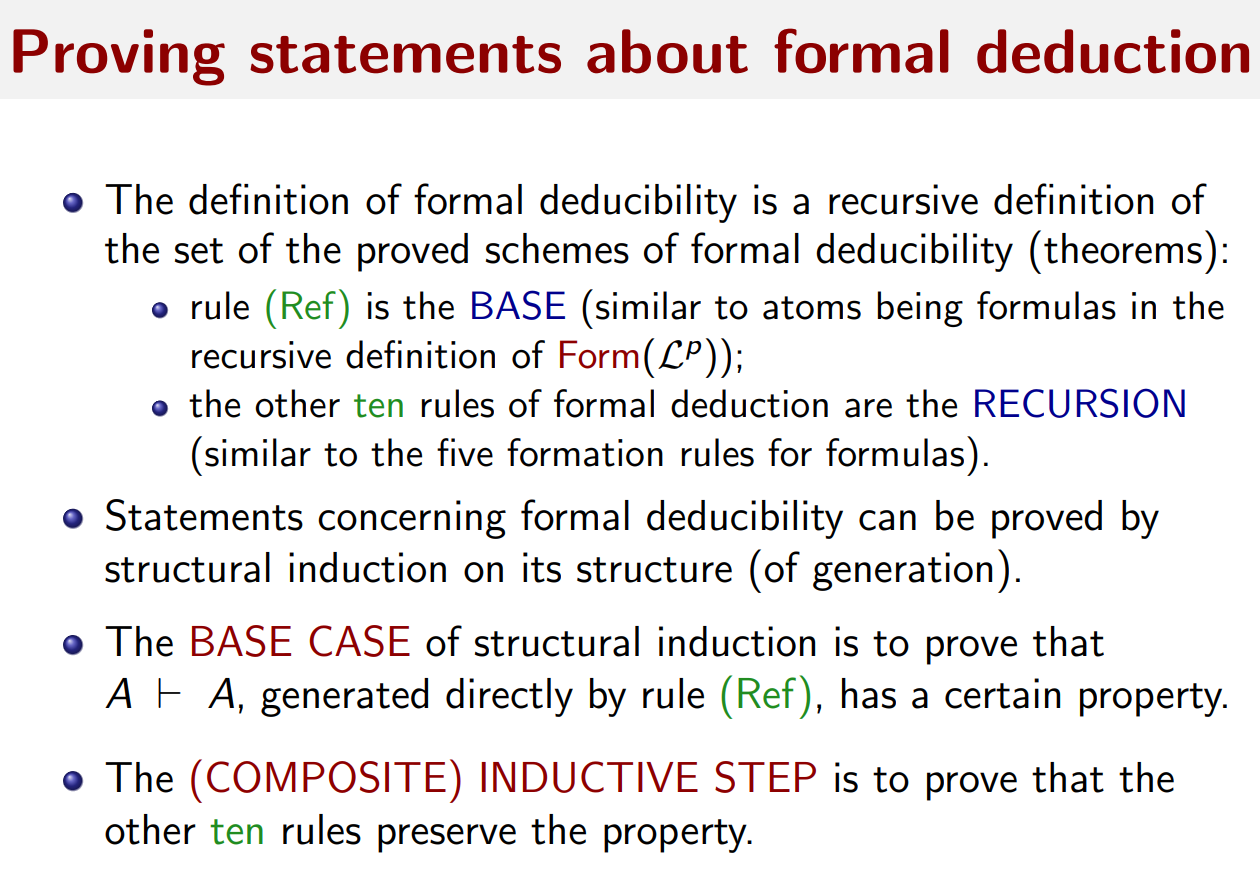 Proving statements about formal deduction
The definition of formal deducibility is a recursive definition of
the set of the proved schemes of formal deducibility (theorems):
rule (Ref) is the BASE (similar to atoms being formulas in the
recursive definition of Form(ℒᵖ));
the other ten rules of formal deduction are the RECURSION
(similar to the five formation rules for formulas).
Statements concerning formal deducibility can be proved by
structural induction on its structure (of generation).
The BASE CASE of structural induction is to prove that
A ⊢ A, generated directly by rule (Ref), has a certain property.
The (COMPOSITE) INDUCTIVE STEP is to prove that the
other ten rules preserve the property.